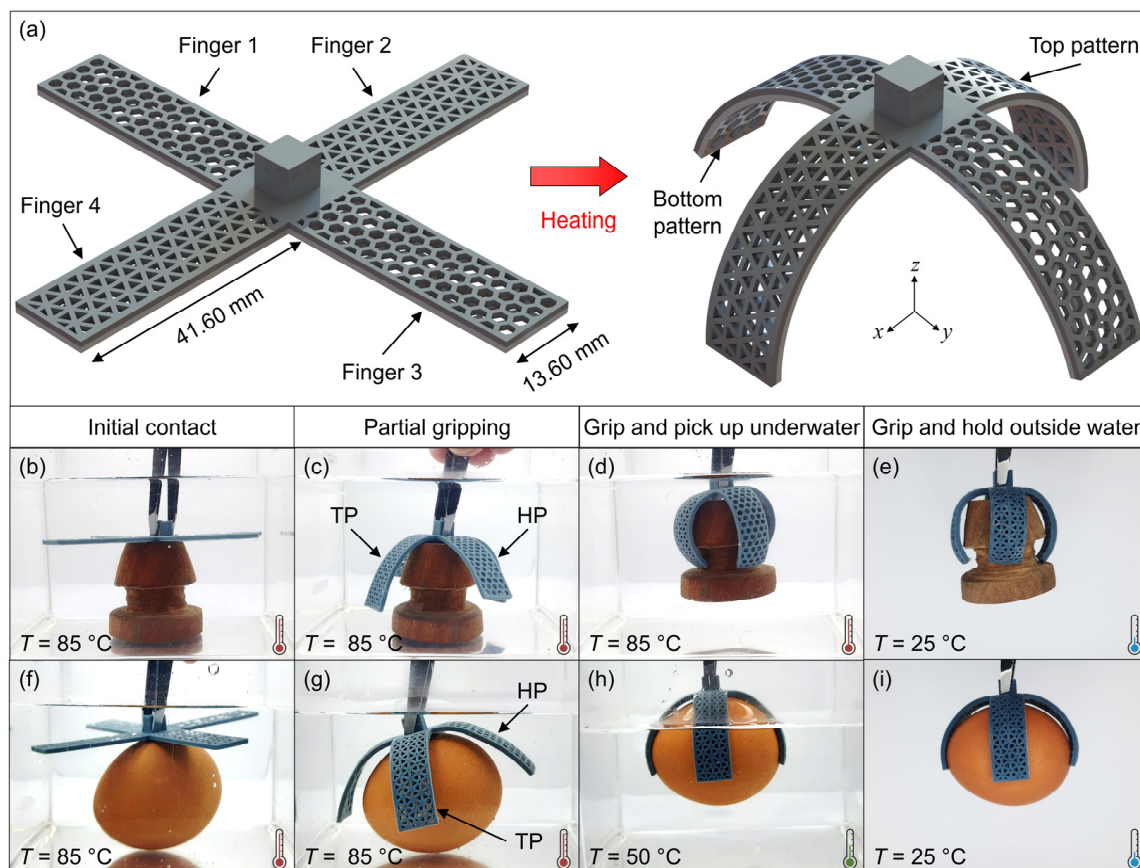 (a)
Finger 1
Finger 2
Top pattern
Finger 4
Heating
Bottom
pattern
41.60 mm
Finger 3
13.60 mm
z
x
y
Initial contact
Partial gripping
Grip and pick up underwater
Grip and hold outside water
(b)
(c)
(d)
(e)
TP
HP
T = 85 °C
T = 85 °C
T = 85 °C
T = 25 °C
(f)
(g)
(h)
(i)
HP
TP
T = 85 °C
T = 85 °C
T = 50 °C
T = 25 °C